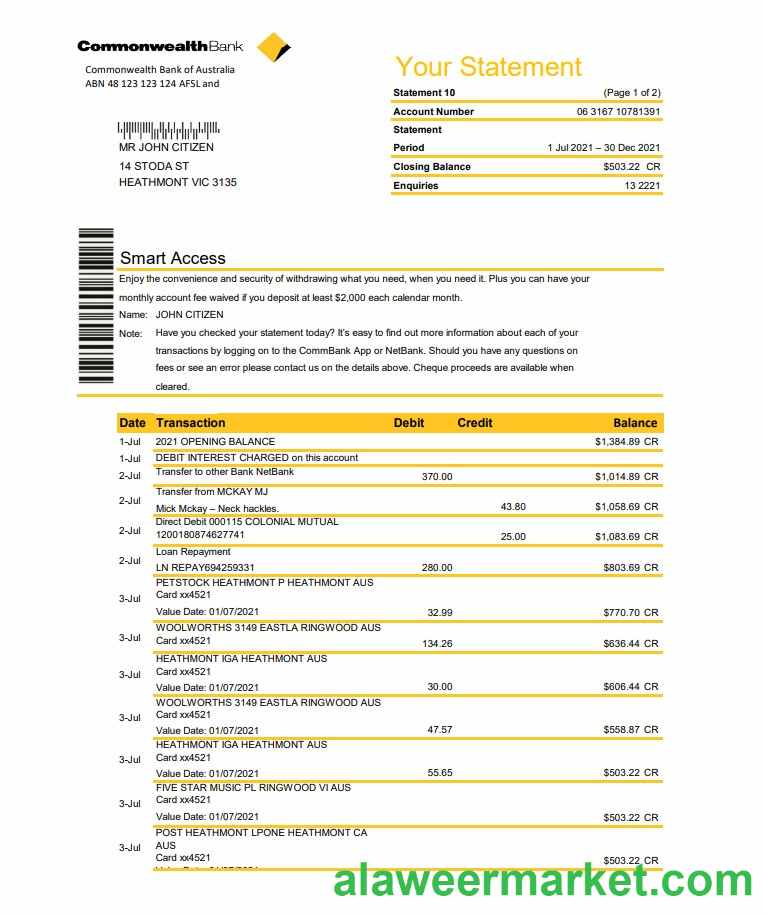 CommonwealthBank
Commonwealth Bank of Australia
ABN 48 123 123 124 AFSL and
Your Statement
Statement 10 (Page 1 of 2)
Account Number 06 3167 10781391
Statement
Period 1 Jul 2021 – 30 Dec 2021
Closing Balance $503.22 CR
Enquiries 13 2221
MR JOHN CITIZEN
14 STODA ST
HEATHMONT VIC 3135
Smart Access
Enjoy the convenience and security of withdrawing what you need, when you need it. Plus you can have your
monthly account fee waived if you deposit at least $2,000 each calendar month.
Name: JOHN CITIZEN
Note: Have you checked your statement today? It's easy to find out more information about each of your
transactions by logging on to the CommBank App or NetBank. Should you have any questions on
fees or see an error please contact us on the details above. Cheque proceeds are available when
cleared.
Date Transaction Debit Credit Balance
1-Jul 2021 OPENING BALANCE $1,384.89 CR
1-Jul DEBIT INTEREST CHARGED on this account
2-Jul Transfer to other Bank NetBank 370.00 $1,014.89 CR
Transfer from MCKAY MJ
2-Jul Mick Mckay – Neck hackles. 43.80 $1,058.69 CR
Direct Debit 000115 COLONIAL MUTUAL
2-Jul 1200180874627741 25.00 $1,083.69 CR
Loan Repayment
2-Jul LN REPAY694259331 280.00 $803.69 CR
PETSTOCK HEATHMONT P HEATHMONT AUS
Card xx4521
3-Jul Value Date: 01/07/2021 32.99 $770.70 CR
WOOLWORTHS 3149 EASTLA RINGWOOD AUS
3-Jul Card xx4521 134.26 $636.44 CR
HEATHMONT IGA HEATHMONT AUS
Card xx4521
3-Jul Value Date: 01/07/2021 30.00 $606.44 CR
WOOLWORTHS 3149 EASTLA RINGWOOD AUS
Card xx4521
3-Jul Value Date: 01/07/2021 47.57 $558.87 CR
HEATHMONT IGA HEATHMONT AUS
Card xx4521
3-Jul Value Date: 01/07/2021 55.65 $503.22 CR
FIVE STAR MUSIC PL RINGWOOD VI AUS
Card xx4521
3-Jul Value Date: 01/07/2021 $503.22 CR
POST HEATHMONT LPONE HEATHMONT CA
AUS
3-Jul Card xx4521 $503.22 CR
alaweermarket.com